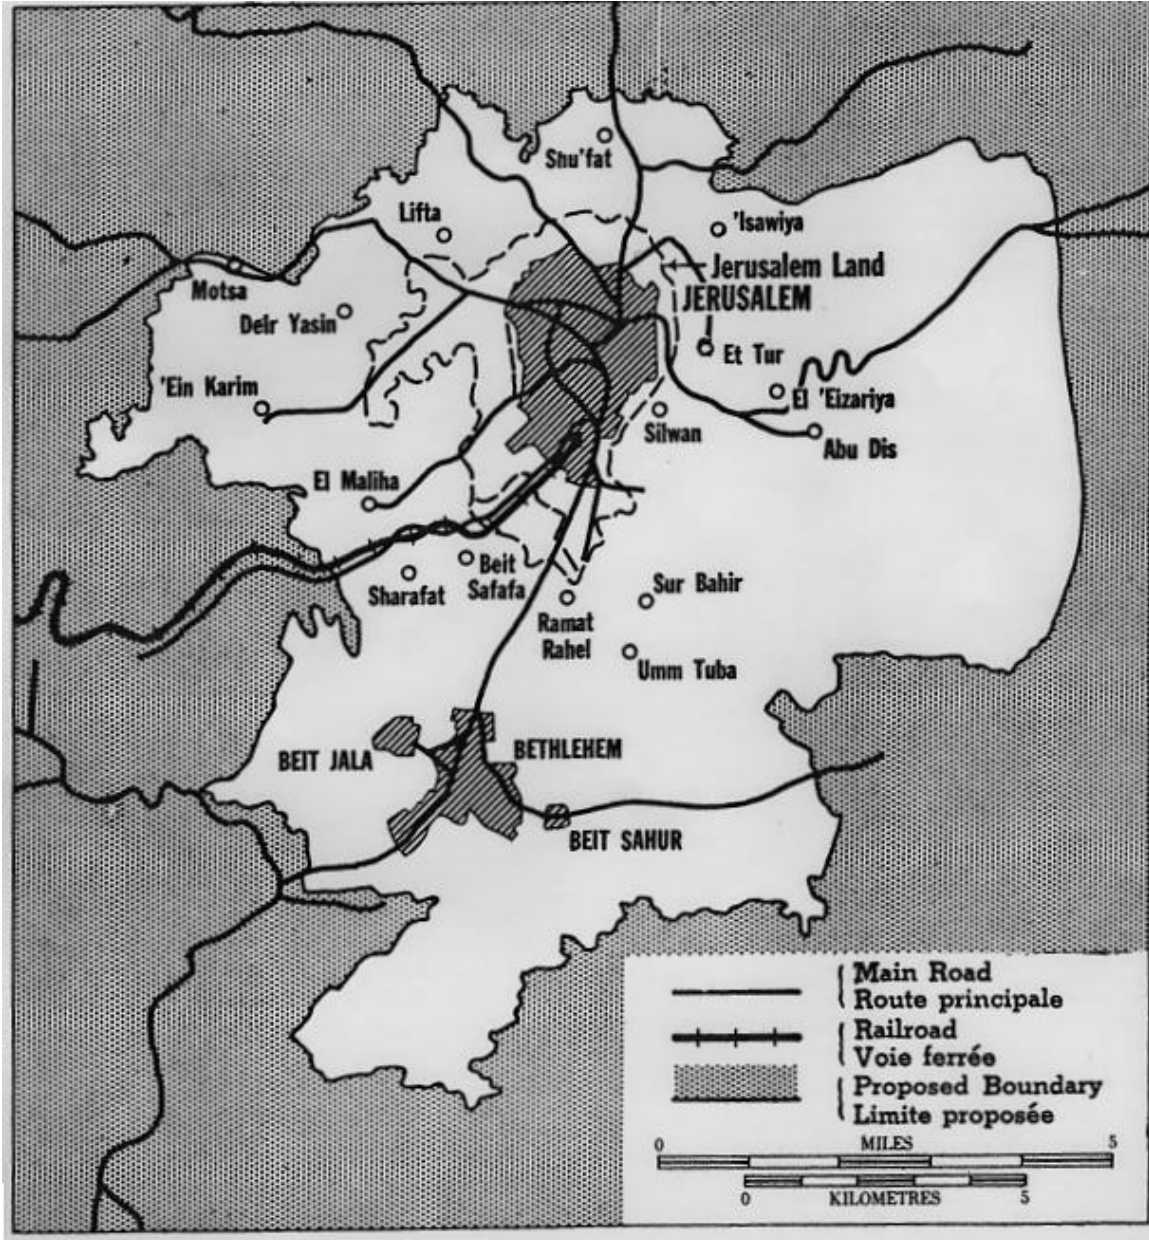 Shu'fat
Lifta
'Isawiya
Jerusalem Land
JERUSALEM
Motsa
Deir Yasin
Et Tur
'Ein Karim
El 'Eizariya
Silwan
Abu Dis
El Maliha
Beit
Safafa
Sharafat
Sur Bahir
Ramat
Rahel
Umm Tuba
BETHLEHEM
BEIT JALA
BEIT SAHUR
Main Road
Route principale
Railroad
Voie ferrée
Proposed Boundary
Limite proposée
0 MILES 5
0 KILOMETRES 5